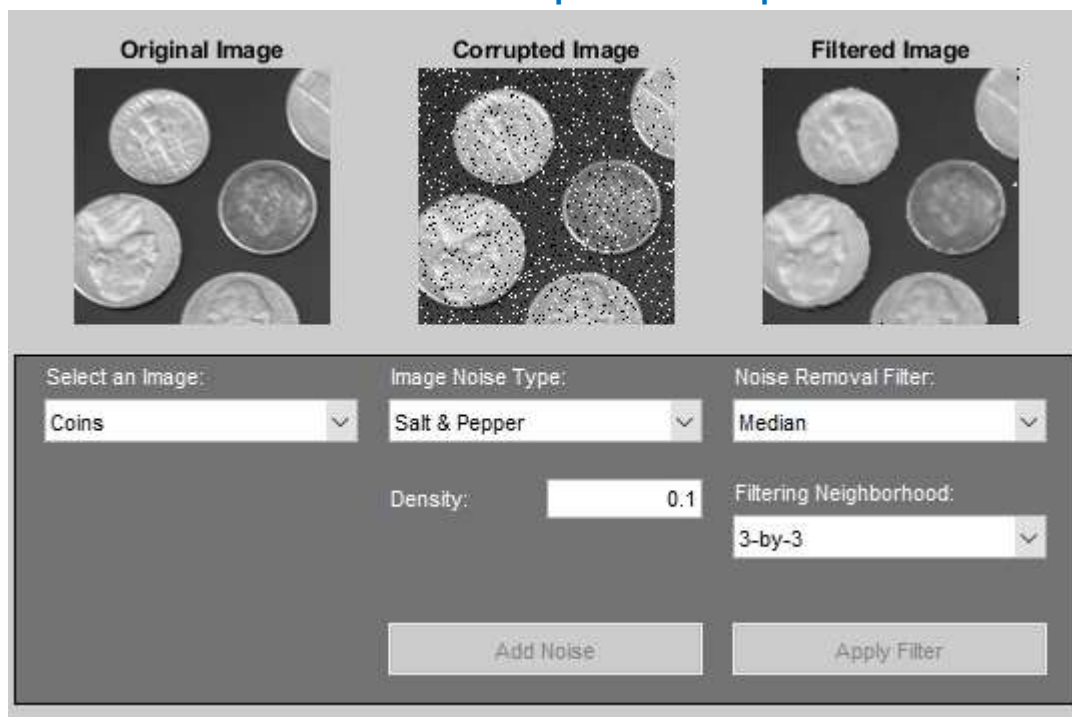 Original Image
Corrupted Image
Filtered Image
Select an Image:
Image Noise Type:
Noise Removal Filter:
Coins
Salt & Pepper
Median
Density:
0.1
Filtering Neighborhood:
3-by-3
Add Noise
Apply Filter